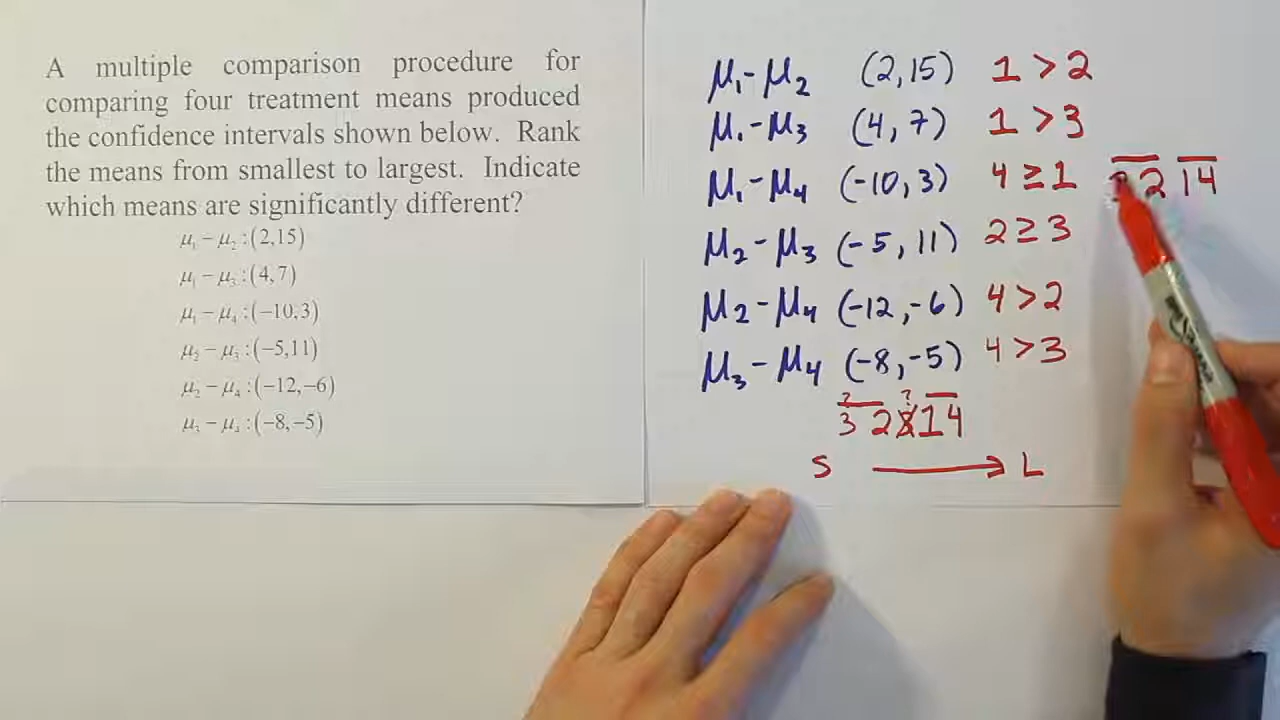 A multiple comparison procedure for
comparing four treatment means produced
the confidence intervals shown below. Rank
the means from smallest to largest. Indicate
which means are significantly different?
μ₁ − μ₂ : (2,15)
μ₁ − μ₃ : (4,7)
μ₁ − μ₄ : (−10,3)
μ₂ − μ₃ : (−5,11)
μ₂ − μ₄ : (−12,−6)
μ₃ − μ₄ : (−8,−5)
μ₁-μ₂ (2,15) 1 > 2
μ₁-μ₃ (4,7) 1 > 3
μ₁-μ₄ (-10,3) 4 ≥ 1
2 14
μ₂-μ₃ (-5,11) 2 ≥ 3
μ₂-μ₄ (-12,-6) 4 > 2
μ₃-μ₄ (-8,-5) 4 > 3
? ?
3 2 14
S → L